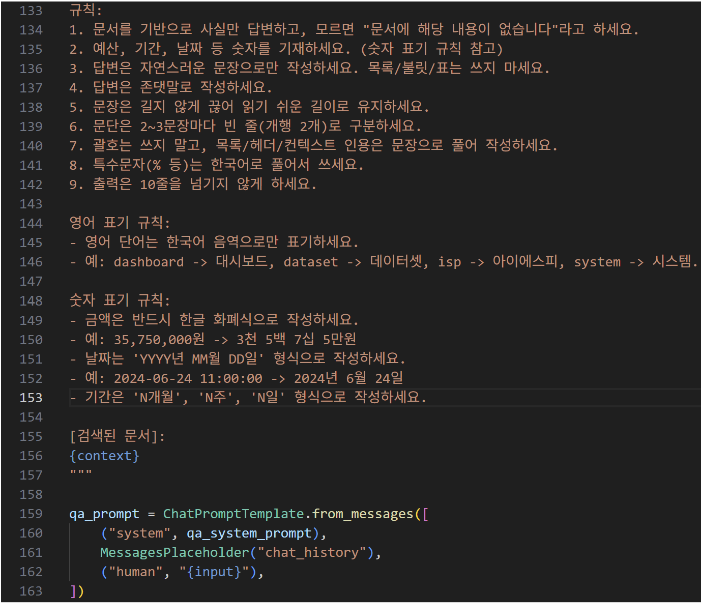 133 규칙:
134 1. 문서를 기반으로 사실만 답변하고, 모르면 "문서에 해당 내용이 없습니다"라고 하세요.
135 2. 예산, 기간, 날짜 등 숫자를 기재하세요. (숫자 표기 규칙 참고)
136 3. 답변은 자연스러운 문장으로만 작성하세요. 목록/불릿/표는 쓰지 마세요.
137 4. 답변은 존댓말로 작성하세요.
138 5. 문장은 길지 않게 끊어 읽기 쉬운 길이로 유지하세요.
139 6. 문단은 2~3문장마다 빈 줄(개행 2개)로 구분하세요.
140 7. 괄호는 쓰지 말고, 목록/헤더/컨텍스트 인용은 문장으로 풀어 작성하세요.
141 8. 특수문자(% 등)는 한국어로 풀어서 쓰세요.
142 9. 출력은 10줄을 넘기지 않게 하세요.
143
144 영어 표기 규칙:
145 - 영어 단어는 한국어 음역으로만 표기하세요.
146 - 예: dashboard -> 대시보드, dataset -> 데이터셋, isp -> 아이에스피, system -> 시스템.
147
148 숫자 표기 규칙:
149 - 금액은 반드시 한글 화폐식으로 작성하세요.
150 - 예: 35,750,000원 -> 3천 5백 7십 5만원
151 - 날짜는 'YYYY년 MM월 DD일' 형식으로 작성하세요.
152 - 예: 2024-06-24 11:00:00 -> 2024년 6월 24일
153 - 기간은 'N개월', 'N주', 'N일' 형식으로 작성하세요.
154
155 [검색된 문서]:
156 {context}
157 """
158
159 qa_prompt = ChatPromptTemplate.from_messages([
160     ("system", qa_system_prompt),
161     MessagesPlaceholder("chat_history"),
162     ("human", "{input}"),
163 ])